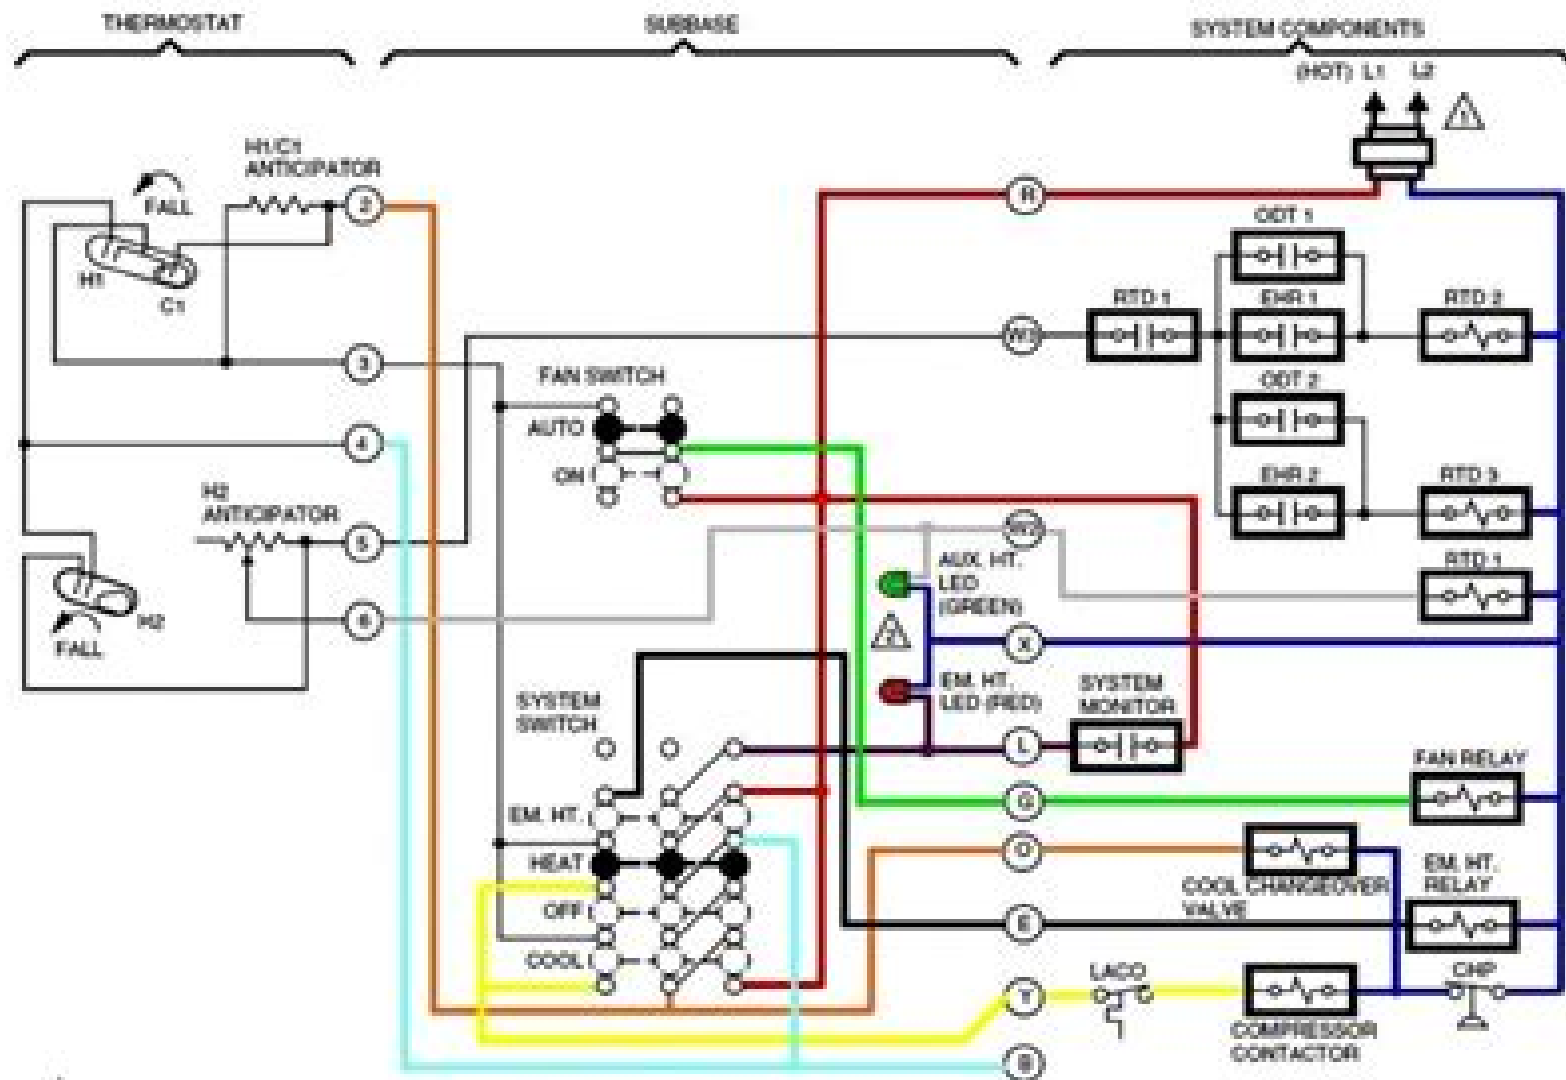 THERMOSTAT
SUBBASE
SYSTEM COMPONENTS
(HOT) L1 L2
1
H1/C1
ANTICIPATOR
FALL
2
R
ODT 1
H1
C1
RTD 1
EHR 1
RTD 2
3
FAN SWITCH
ODT 2
AUTO
4
ON
EHR 2
RTD 3
H2
ANTICIPATOR
5
W2
AUX. HT.
LED
(GREEN)
RTD 1
6
H2
FALL
2
X
EM. HT.
LED (RED)
SYSTEM
MONITOR
SYSTEM
SWITCH
L
FAN RELAY
G
EM. HT.
HEAT
O
COOL CHANGEOVER
VALVE
EM. HT.
RELAY
OFF
E
COOL
LACO
CHP
Y
COMPRESSOR
CONTACTOR
B